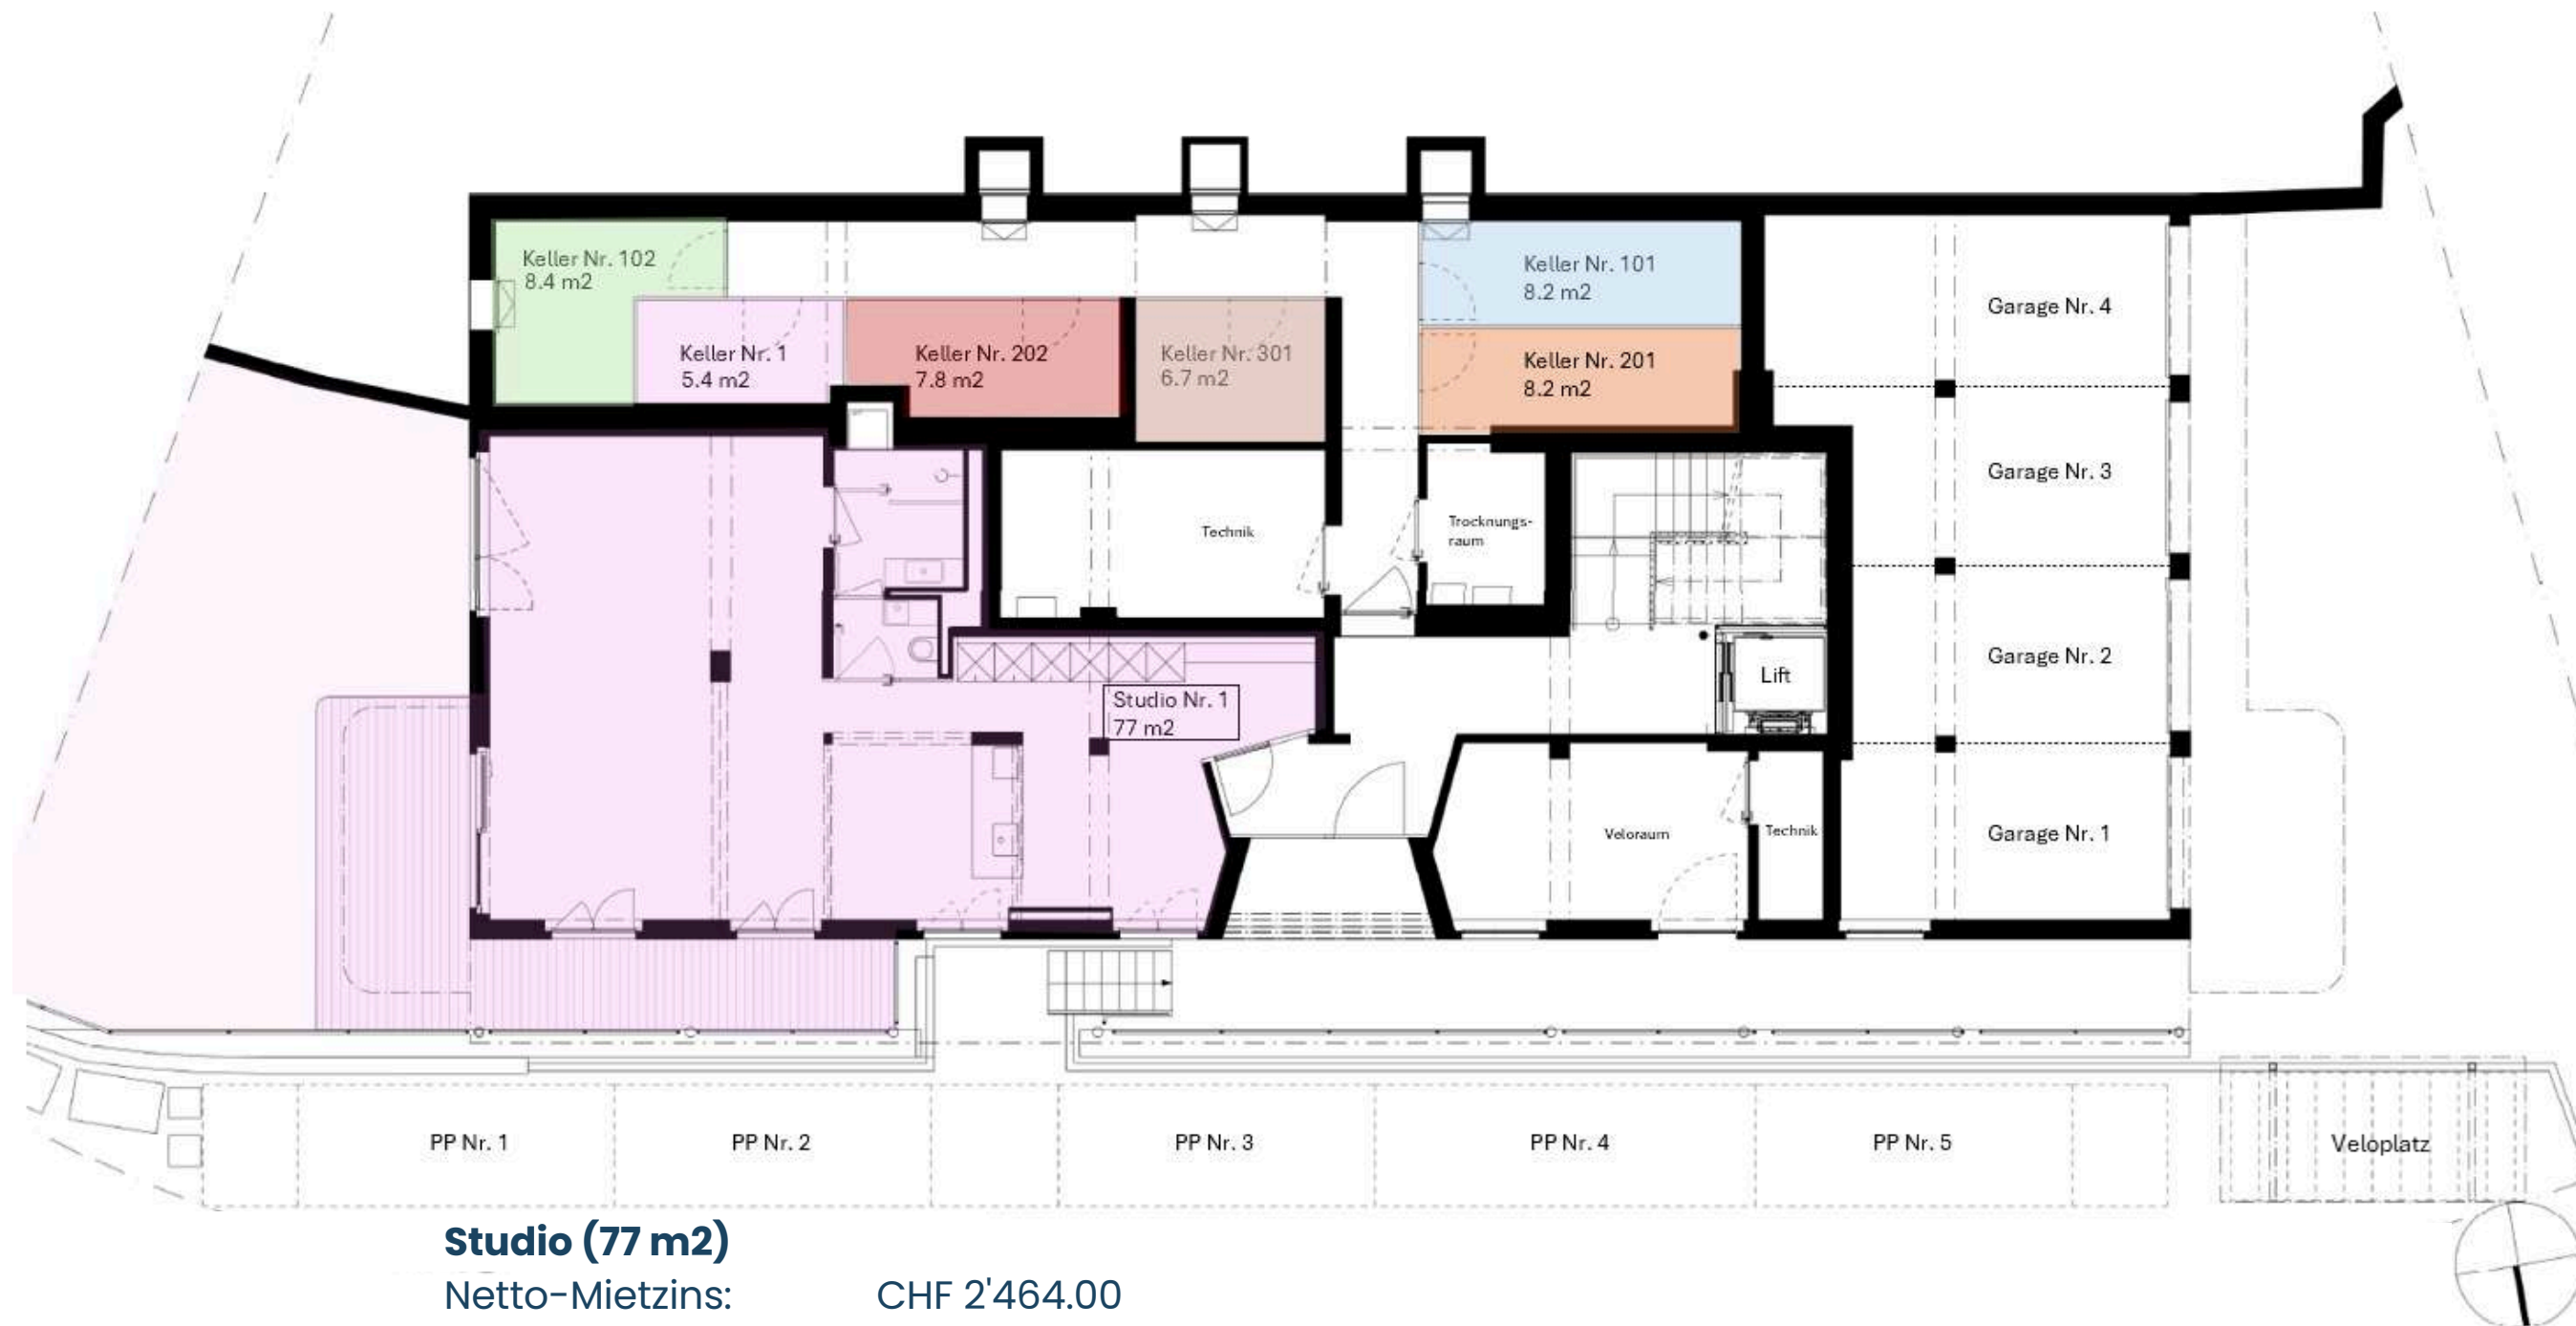 Keller Nr. 102
8.4 m2
Keller Nr. 1
5.4 m2
Keller Nr. 202
7.8 m2
Keller Nr. 301
6.7 m2
Keller Nr. 101
8.2 m2
Keller Nr. 201
8.2 m2
Garage Nr. 4
Garage Nr. 3
Garage Nr. 2
Garage Nr. 1
Technik
Trocknungs-
raum
Lift
Studio Nr. 1
77 m2
Veloraum
Technik
PP Nr. 1
PP Nr. 2
PP Nr. 3
PP Nr. 4
PP Nr. 5
Veloplatz
Studio (77 m2)
Netto-Mietzins: CHF 2'464.00